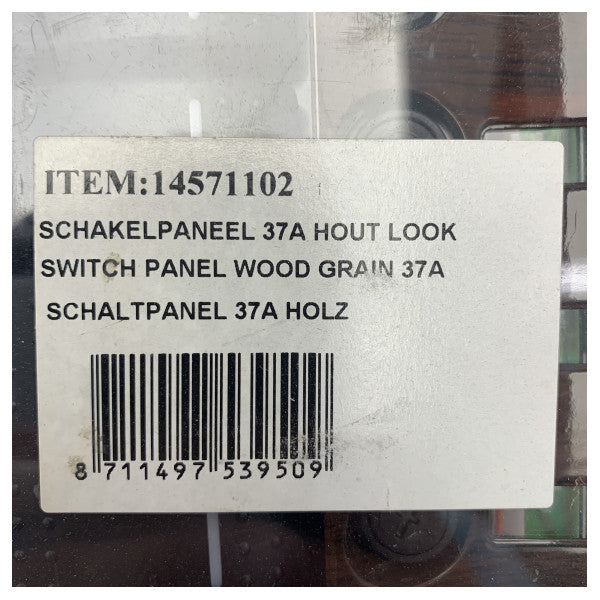 ITEM:14571102
SCHAKELPANEEL 37A HOUT LOOK
SWITCH PANEL WOOD GRAIN 37A
SCHALTPANEL 37A HOLZ
8 711497 539509